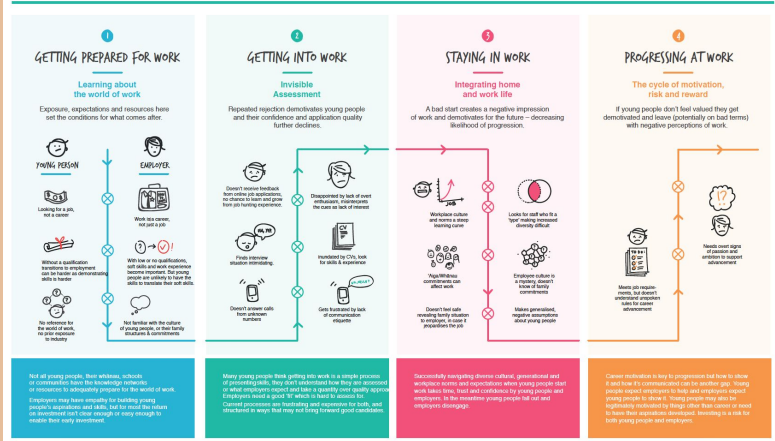 1
GETTING PREPARED FOR WORK
Learning about
the world of work
Exposure, expectations and resources here
set the conditions for what comes after.
YOUNG PERSON
EMPLOYER
Looking for a job,
not a career
Work is a career,
not just a job
Without a qualification
transitions to employment
can be harder as demonstrating
skills is harder
With low or no qualifications,
soft skills and work experience
become important. But young
people are unlikely to have the
skills to translate their soft skills.
No reference for
the world of work,
no prior exposure
to industry
Not familiar with the culture
of young people, or their family
structures & commitments
Not all young people, their whānau, schools
or communities have the knowledge networks
or resources to adequately prepare for the world of work.
Employers may have empathy for building young
people's aspirations and skills, but for most the return
on investment isn't clear enough or easy enough to
enable their early investment.
2
GETTING INTO WORK
Invisible
Assessment
Repeated rejection demotivates young people
and their confidence and application quality
further declines.
Doesn't receive feedback
from online job applications,
no chance to learn and grow
from job hunting experience.
Disappointed by lack of overt
enthusiasm, misinterprets
the cues as lack of interest
Finds interview
situation intimidating.
CV
Inundated by CVs, look
for skills & experience
Doesn't answer calls
from unknown
numbers
Gets frustrated by lack
of communication
etiquette
Many young people think getting into work is a simple process
of presenting skills, they don't understand how they are assessed
or what employers expect and take a quantity over quality approach.
Employers need a good 'fit' which is hard to assess for.
Current processes are frustrating and expensive for both, and
structured in ways that may not bring forward good candidates.
3
STAYING IN WORK
Integrating home
and work life
A bad start creates a negative impression
of work and demotivates for the future – decreasing
likelihood of progression.
Workplace culture
and norms a steep
learning curve
Looks for staff who fit a
'type' making increased
diversity difficult
'Aiga/Whānau
commitments can
affect work
Employee culture is
a mystery, doesn't
know of family
commitments
Doesn't feel safe
revealing family situation
to employer, in case it
jeopardises the job
Makes generalised,
negative assumptions
about young people
Successfully navigating diverse cultural, generational and
workplace norms and expectations when young people start
work takes time, trust and confidence by young people and
employers. In the meantime young people fall out and
employers disengage.
4
PROGRESSING AT WORK
The cycle of motivation,
risk and reward
If young people don't feel valued they get
demotivated and leave (potentially on bad terms)
with negative perceptions of work.
!?
Needs overt signs
of passion and
ambition to support
advancement
TO DO
Meets job require-
ments, but doesn't
understand unspoken
rules for career
advancement
Career motivation is key to progression but how to show
it and how it's communicated can be another gap. Young
people expect employers to help and employers expect
young people to show it. Young people may also be
legitimately motivated by things other than career or need
to have their aspirations developed. Investing is a risk for
both young people and employers.